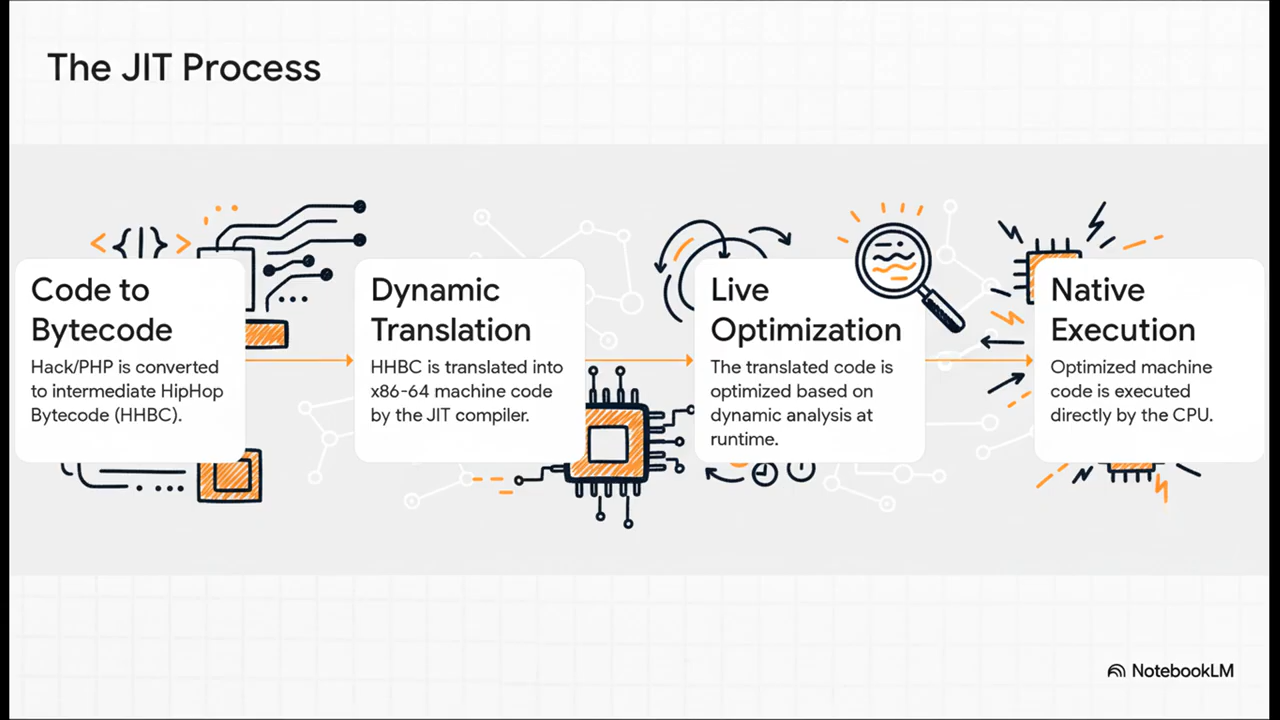 The JIT Process
Code to
Bytecode
Hack/PHP is converted
to intermediate HipHop
Bytecode (HHBC).
Dynamic
Translation
HHBC is translated into
x86-64 machine code
by the JIT compiler.
Live
Optimization
The translated code is
optimized based on
dynamic analysis at
runtime.
Native
Execution
Optimized machine
code is executed
directly by the CPU.
NotebookLM